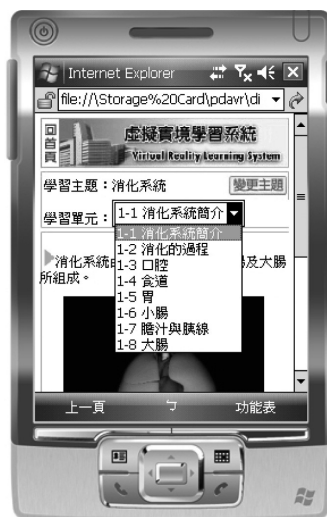 Internet Explorer
file://\Storage%20Card\pdavr\di
回首頁
虛擬實境學習系統
Virtual Reality Learning System
學習主題：消化系統
變更主題
學習單元：
1-1 消化系統簡介
1-1 消化系統簡介
1-2 消化的過程
1-3 口腔
1-4 食道
1-5 胃
1-6 小腸
1-7 膽汁與胰線
1-8 大腸
消化系統
及大腸
所組成。
上一頁
ㄅ
功能表